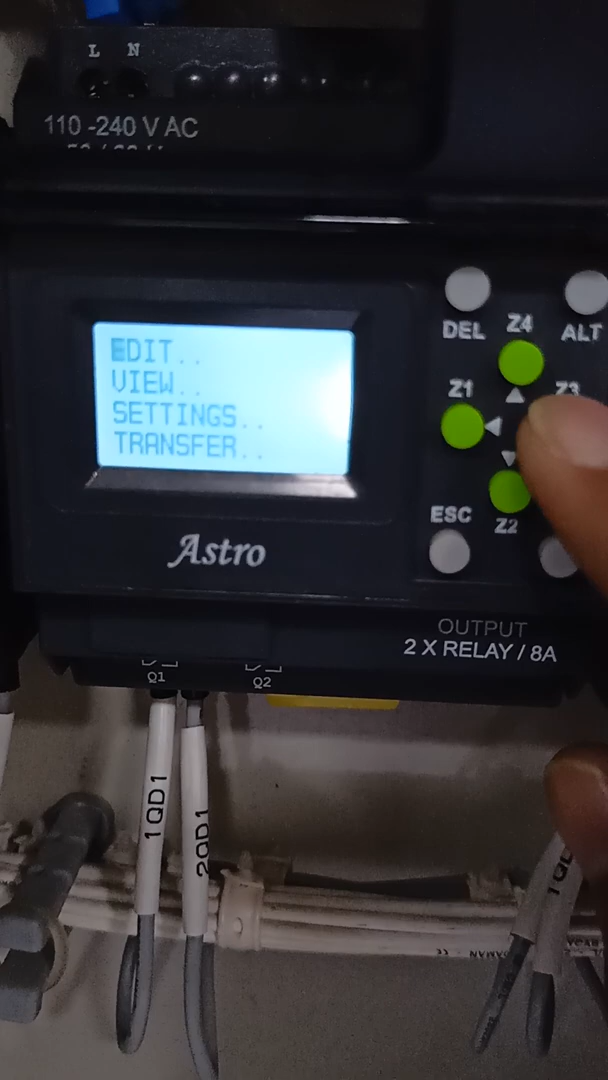 L N
110 -240 V AC
DEL Z4 ALT
Z1 Z3
EDIT..
VIEW..
SETTINGS..
TRANSFER..
ESC Z2
Astro
OUTPUT
2 X RELAY / 8A
Q1 Q2
1QD1
2QD1